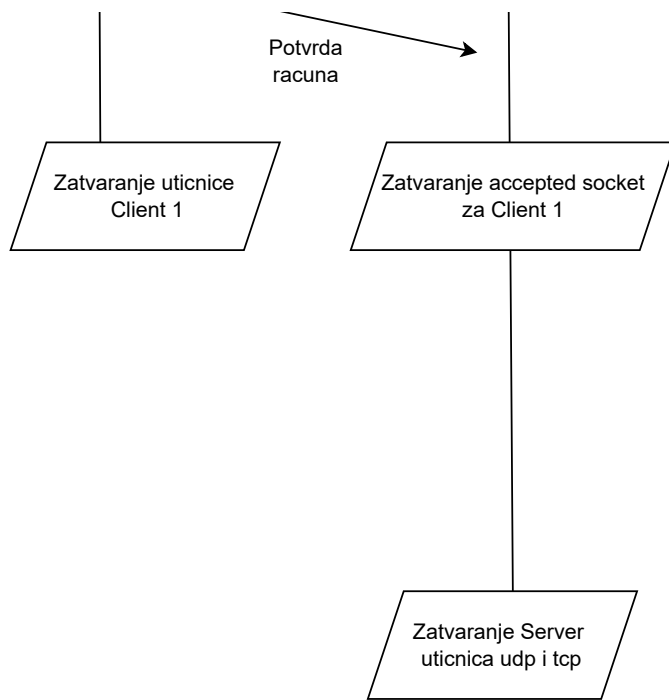 Potvrda
racuna
Zatvaranje uticnice
Client 1
Zatvaranje accepted socket
za Client 1
Zatvaranje Server
uticnica udp i tcp